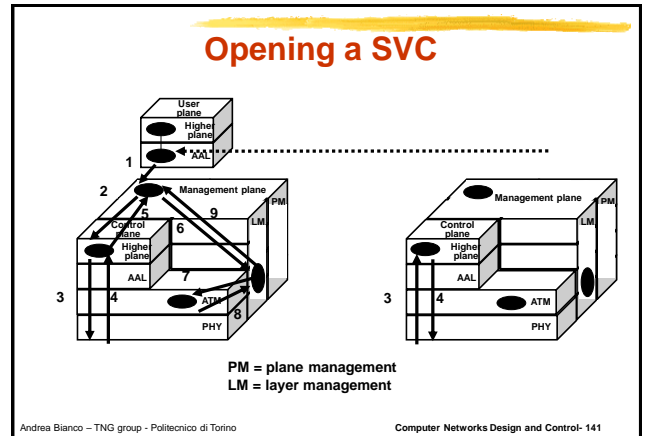 Opening a SVC
User
plane
Higher
plane
AAL
1
2
Management plane
PM
5
9
LM
Control
plane
6
Higher
plane
AAL
7
3
4
ATM
8
PHY
Management plane
PM
LM
Control
plane
Higher
plane
AAL
3
4
ATM
PHY
PM = plane management
LM = layer management
Andrea Bianco – TNG group - Politecnico di Torino
Computer Networks Design and Control- 141